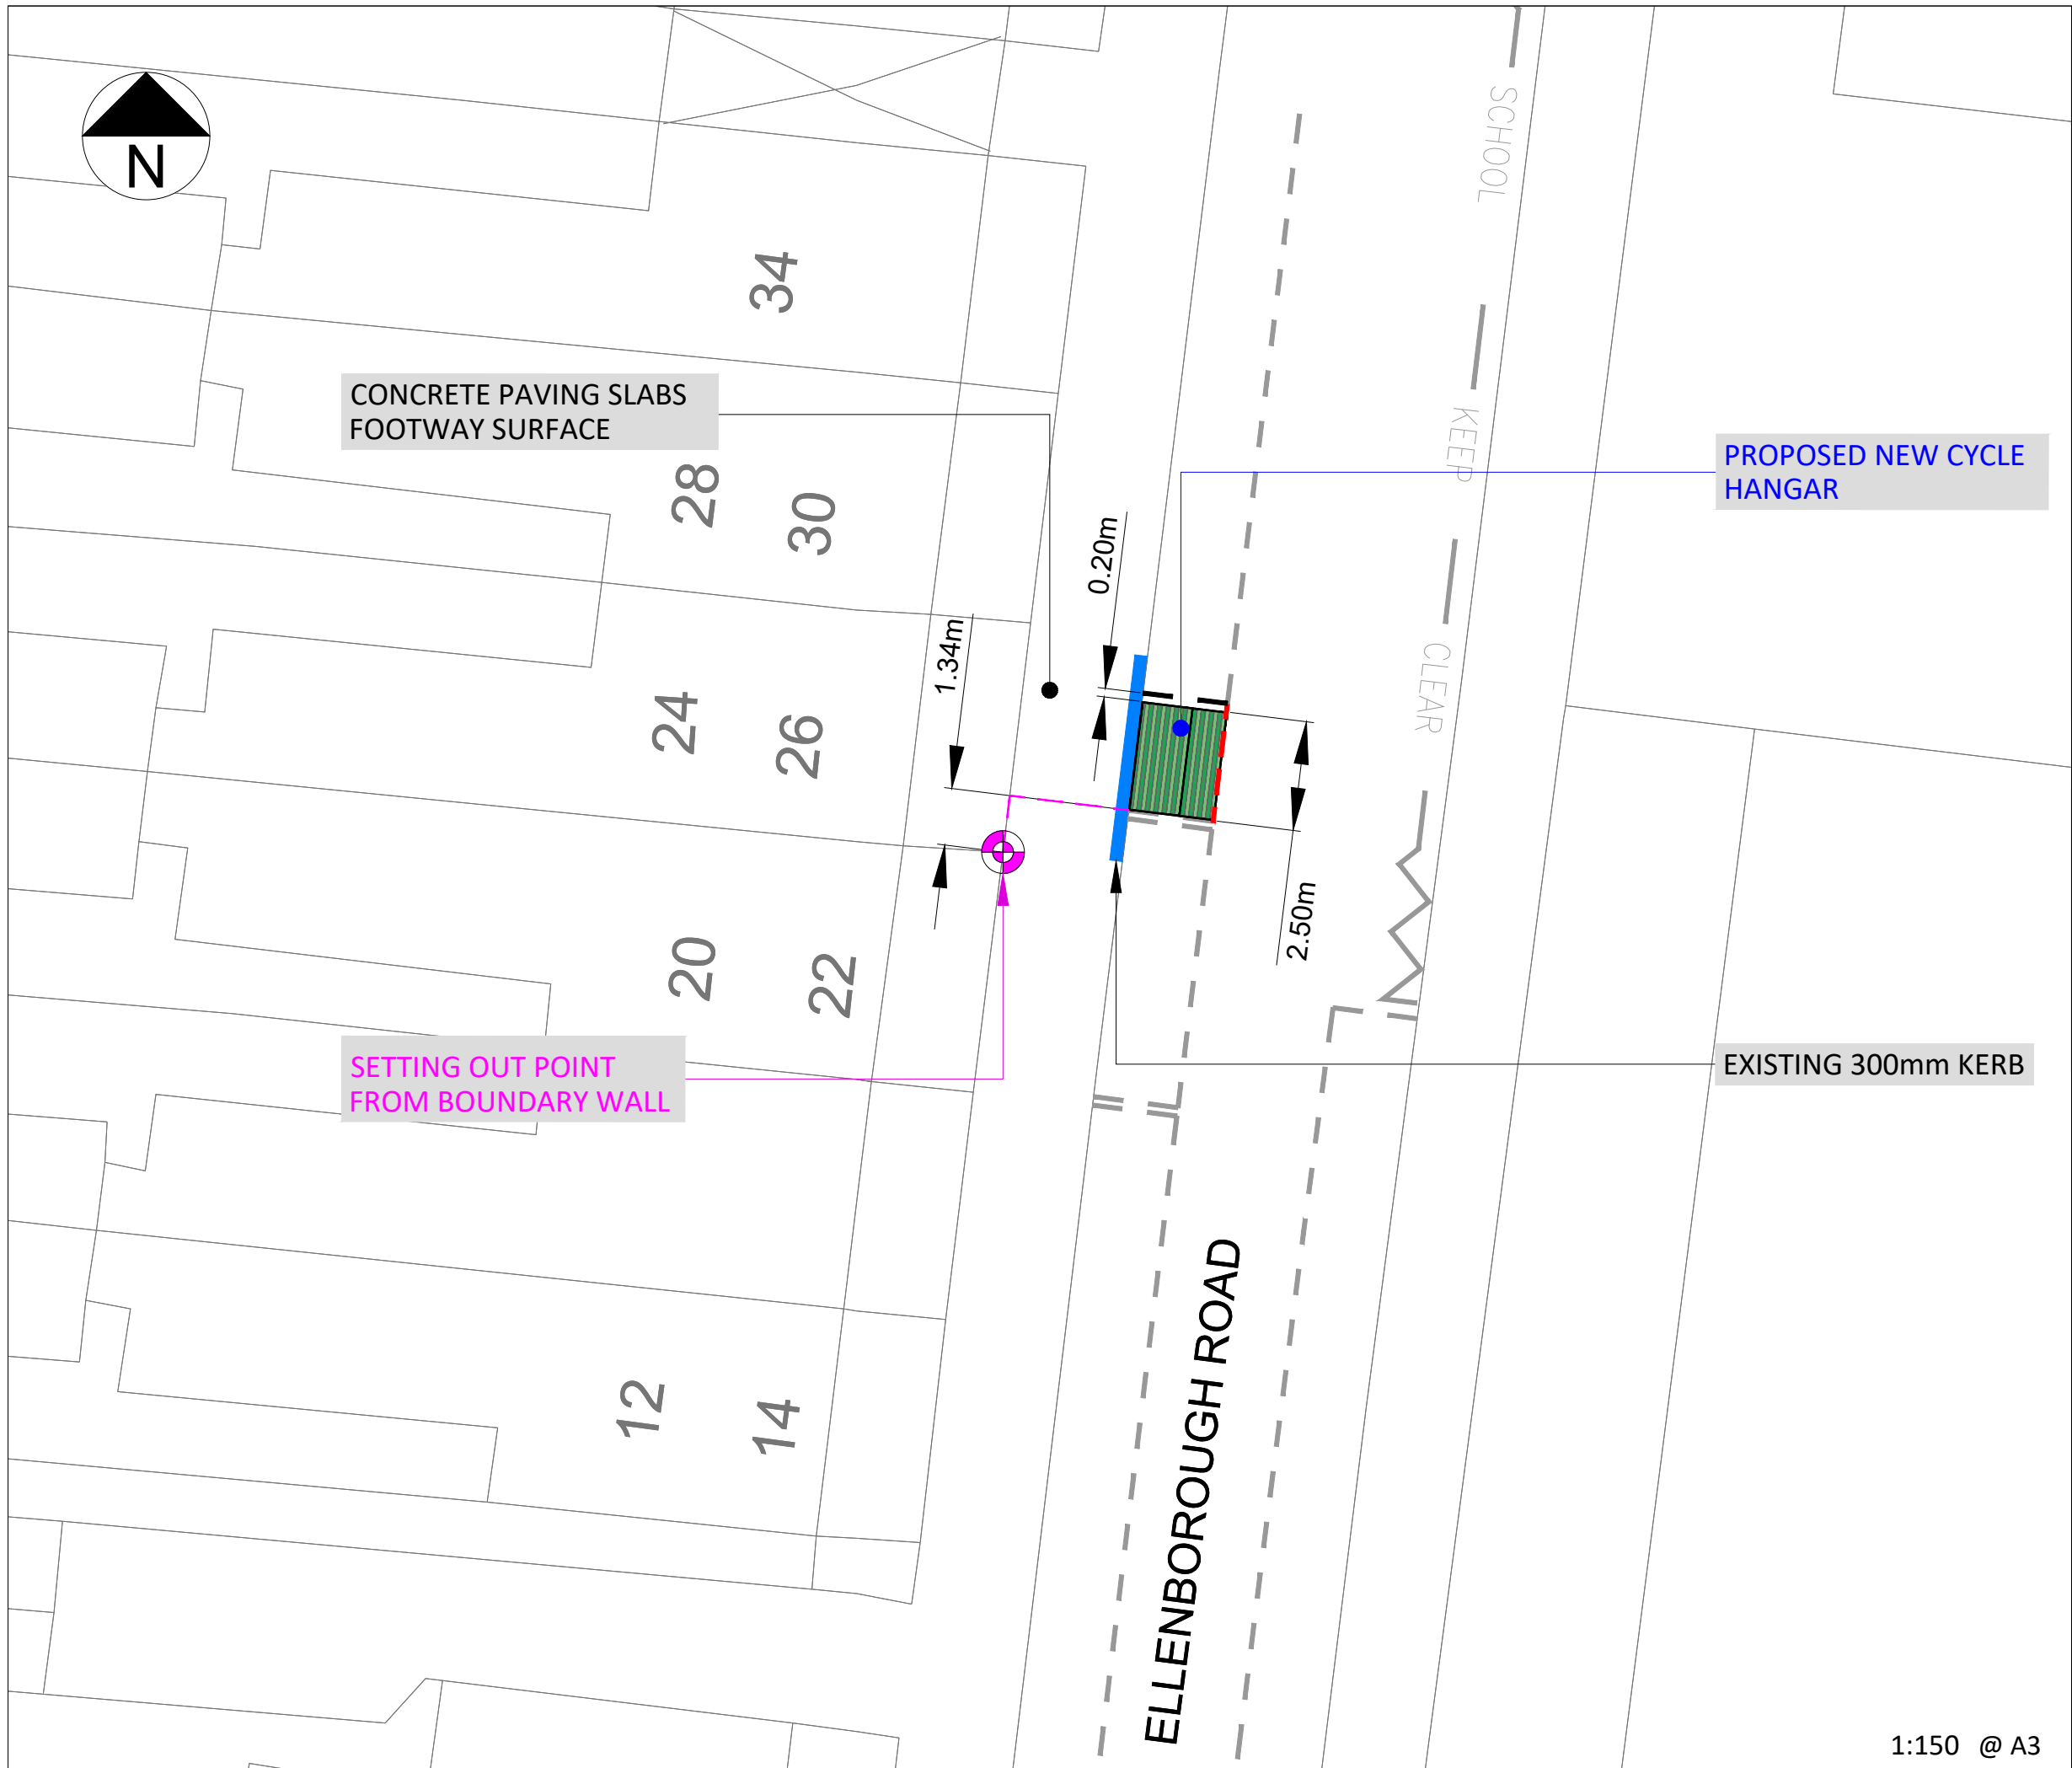 SCHOOL
N
34
CONCRETE PAVING SLABS
FOOTWAY SURFACE
KEEP
PROPOSED NEW CYCLE
HANGAR
28
30
0.20m
1.34m
CLEAR
24
26
2.50m
20
22
SETTING OUT POINT
FROM BOUNDARY WALL
EXISTING 300mm KERB
ELLENBOROUGH ROAD
12
14
1:150 @ A3